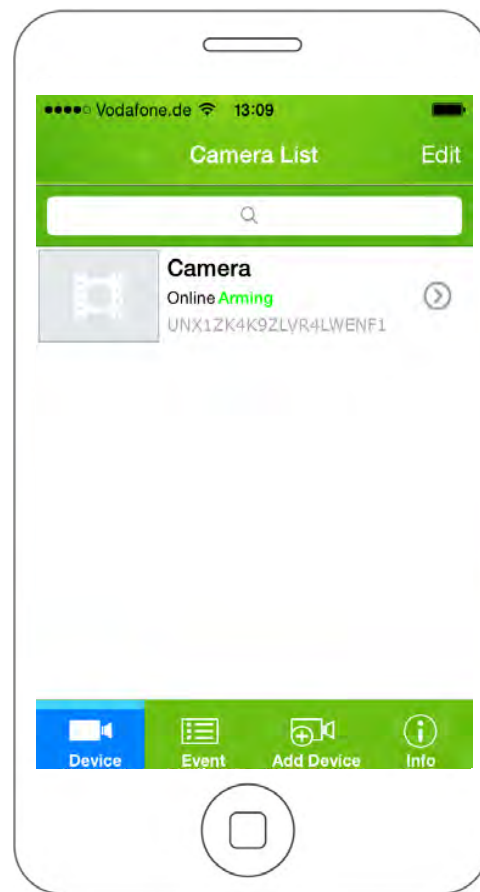 Vodafone.de 13:09
Camera List Edit
Camera
Online Arming
UNX1ZK4K9ZLVR4LWENF1
Device Event Add Device Info